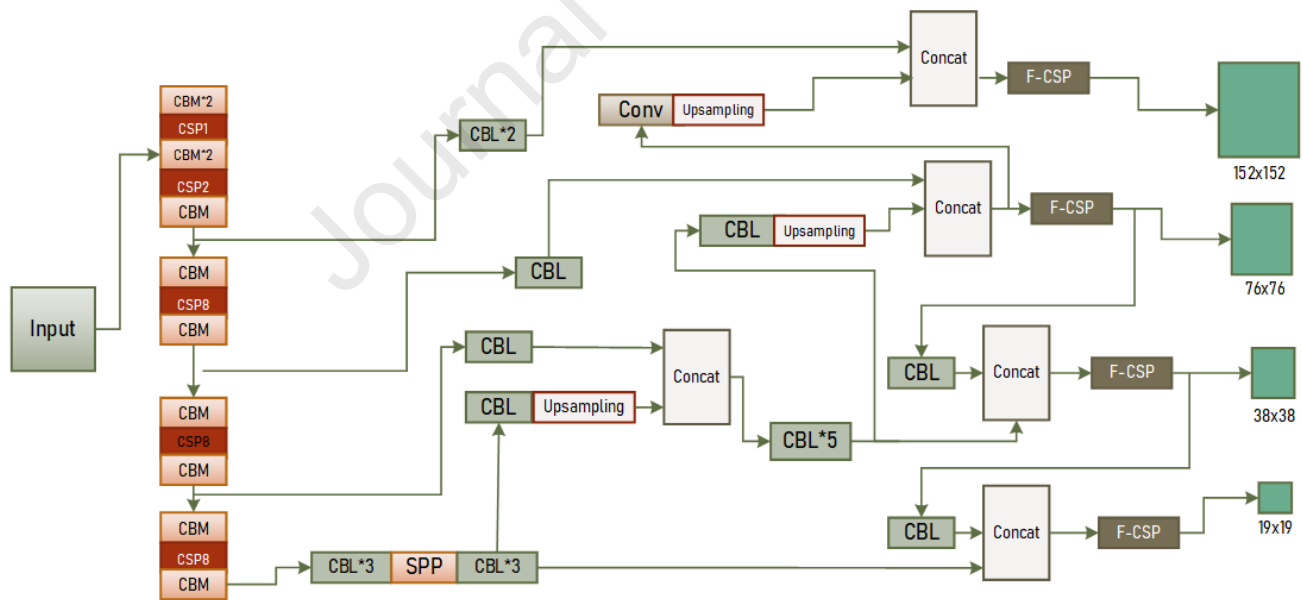 Journal
Input
CBM*2
CSP1
CBM*2
CSP2
CBM
CBM
CSP8
CBM
CBM
CSP8
CBM
CBM
CSP8
CBM
CBL*3
SPP
CBL*3
CBL*2
CBL
CBL
CBL
Upsampling
Concat
CBL*5
Conv
Upsampling
Concat
F-CSP
152x152
CBL
Upsampling
Concat
F-CSP
76x76
CBL
Concat
F-CSP
38x38
CBL
Concat
F-CSP
19x19